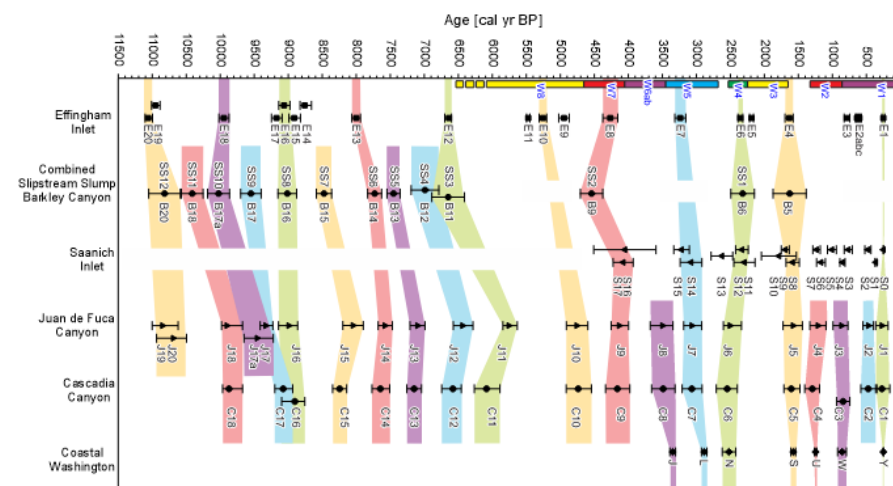 Age [cal yr BP]
11500 11000 10500 10000 9500 9000 8500 8000 7500 7000 6500 6000 5500 5000 4500 4000 3500 3000 2500 2000 1500 1000 500
W8 W7 W6ab W5 W4 W3 W2 W1
Effingham
Inlet
E20 E19 E18 E17 E16 E15 E14 E13 E12 E11 E10 E9 E8 E7 E6 E5 E4 E3 E2abc E1
Combined
Slipstream Slump
Barkley Canyon
SS12 SS11 SS10 SS9 SS8 SS7 SS6 SS5 SS4 SS3 SS2 SS1
B20 B18 B17a B17 B16 B15 B14 B13 B12 B11 B9 B6 B5
Saanich
Inlet
S17 S16 S15 S14 S13 S12 S11 S10 S9 S8 S7 S6 S5 S4 S3 S2 S1 S0
Juan de Fuca
Canyon
J19 J20 J18 J17a J17 J16 J15 J14 J13 J12 J11 J10 J9 J8 J7 J6 J5 J4 J3 J2 J1
Cascadia
Canyon
C18 C17 C16 C15 C14 C13 C12 C11 C10 C9 C8 C7 C6 C5 C4 C3 C2 C1
Coastal
Washington
J L N S U W Y